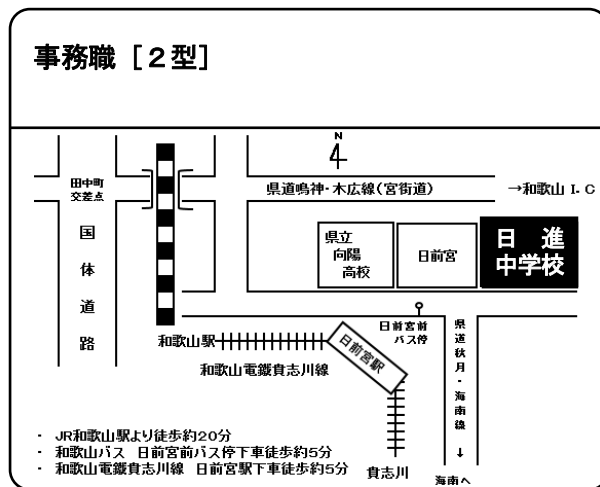 事務職 [２型]
N
田中町
交差点
県道鳴神・木広線(宮街道)
→和歌山 I.C
国体道路
県立
向陽
高校
日前宮
日進
中学校
日前宮前
バス停
県道秋月・海南線 ↓
和歌山駅
日前宮駅
和歌山電鐵貴志川線
・ JR和歌山駅より徒歩約20分
・ 和歌山バス 日前宮前バス停下車徒歩約5分
・ 和歌山電鐵貴志川線 日前宮駅下車徒歩約5分
貴志川
海南へ